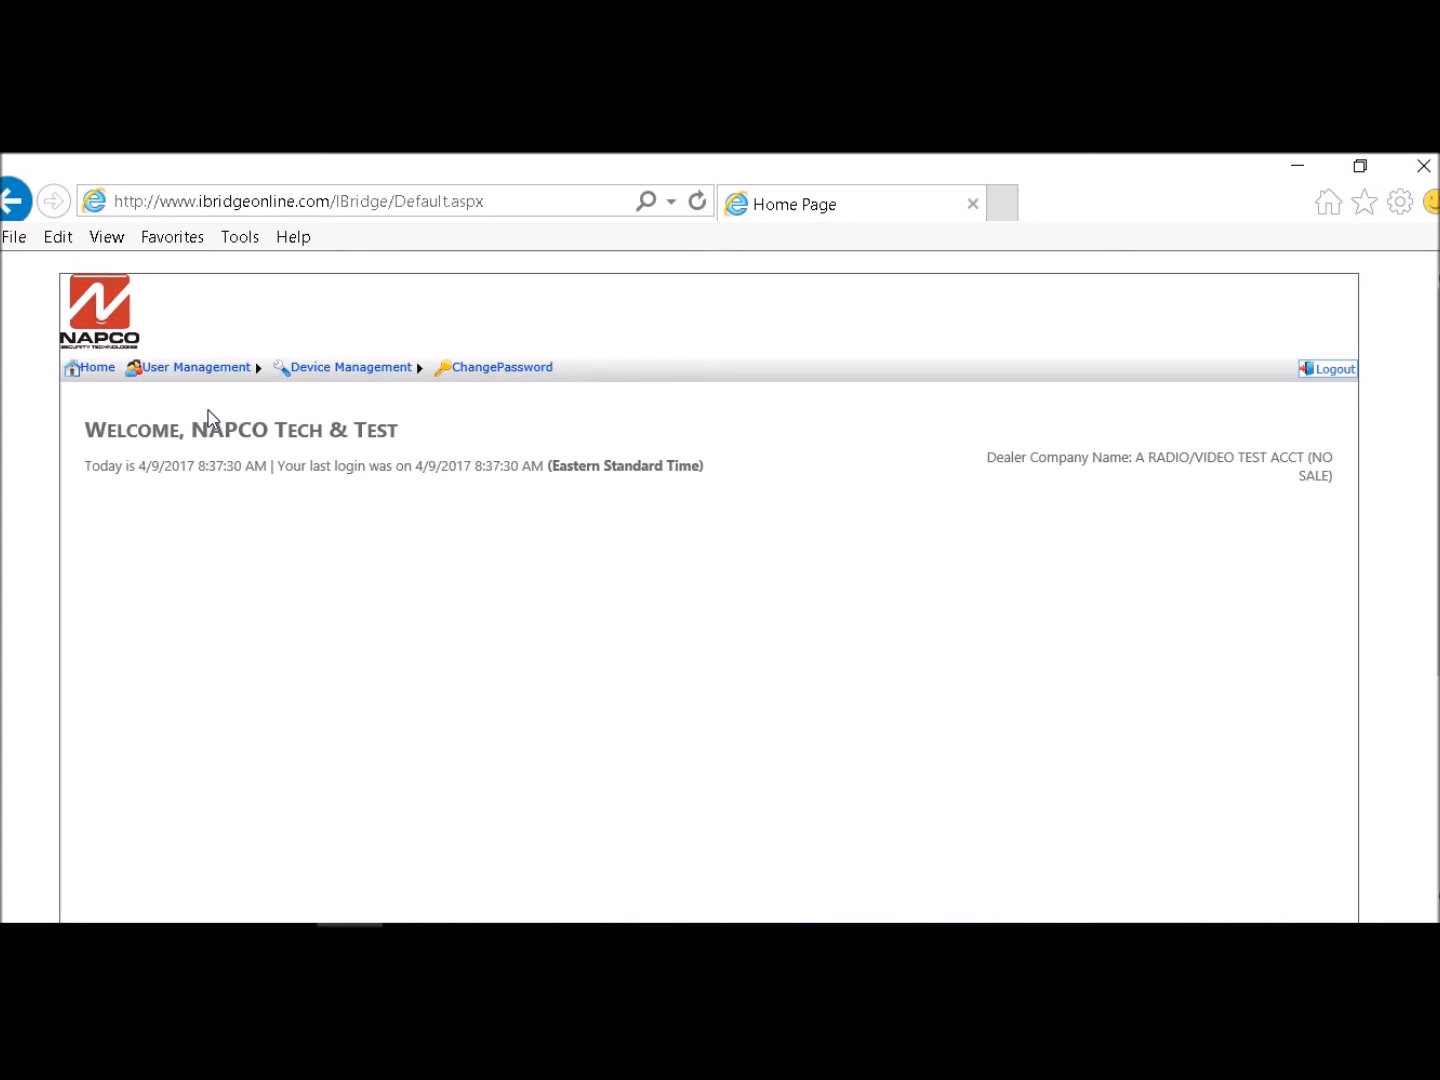 http://www.ibridgeonline.com/IBridge/Default.aspx
Home Page
File Edit View Favorites Tools Help
NAPCO
SECURITY TECHNOLOGIES
Home User Management Device Management ChangePassword Logout
WELCOME, NAPCO TECH & TEST
Today is 4/9/2017 8:37:30 AM | Your last login was on 4/9/2017 8:37:30 AM (Eastern Standard Time)
Dealer Company Name: A RADIO/VIDEO TEST ACCT (NO
SALE)